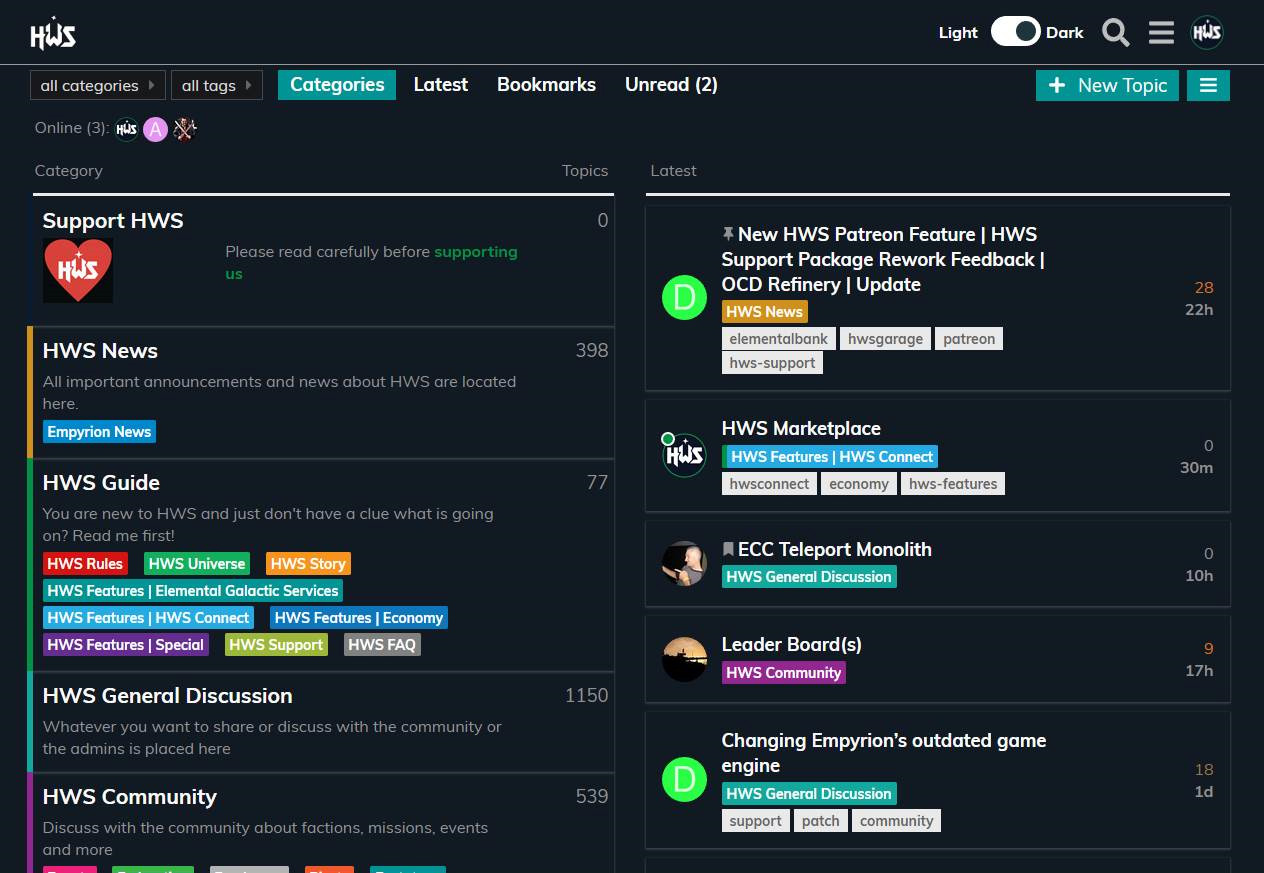 HWS
Light Dark HWS
all categories all tags Categories Latest Bookmarks Unread (2) + New Topic
Online (3): HWS A
Category Topics
Support HWS 0
HWS
Please read carefully before supporting
us
HWS News 398
All important announcements and news about HWS are located
here.
Empyrion News
HWS Guide 77
You are new to HWS and just don't have a clue what is going
on? Read me first!
HWS Rules HWS Universe HWS Story
HWS Features | Elemental Galactic Services
HWS Features | HWS Connect HWS Features | Economy
HWS Features | Special HWS Support HWS FAQ
HWS General Discussion 1150
Whatever you want to share or discuss with the community or
the admins is placed here
HWS Community 539
Discuss with the community about factions, missions, events
and more
Latest
D
New HWS Patreon Feature | HWS
Support Package Rework Feedback |
OCD Refinery | Update
28
HWS News
22h
elementalbank hwsgarage patreon
hws-support
HWS
HWS Marketplace
0
HWS Features | HWS Connect
30m
hwsconnect economy hws-features
ECC Teleport Monolith
0
HWS General Discussion
10h
Leader Board(s)
9
HWS Community
17h
D
Changing Empyrion's outdated game
engine
18
HWS General Discussion
1d
support patch community